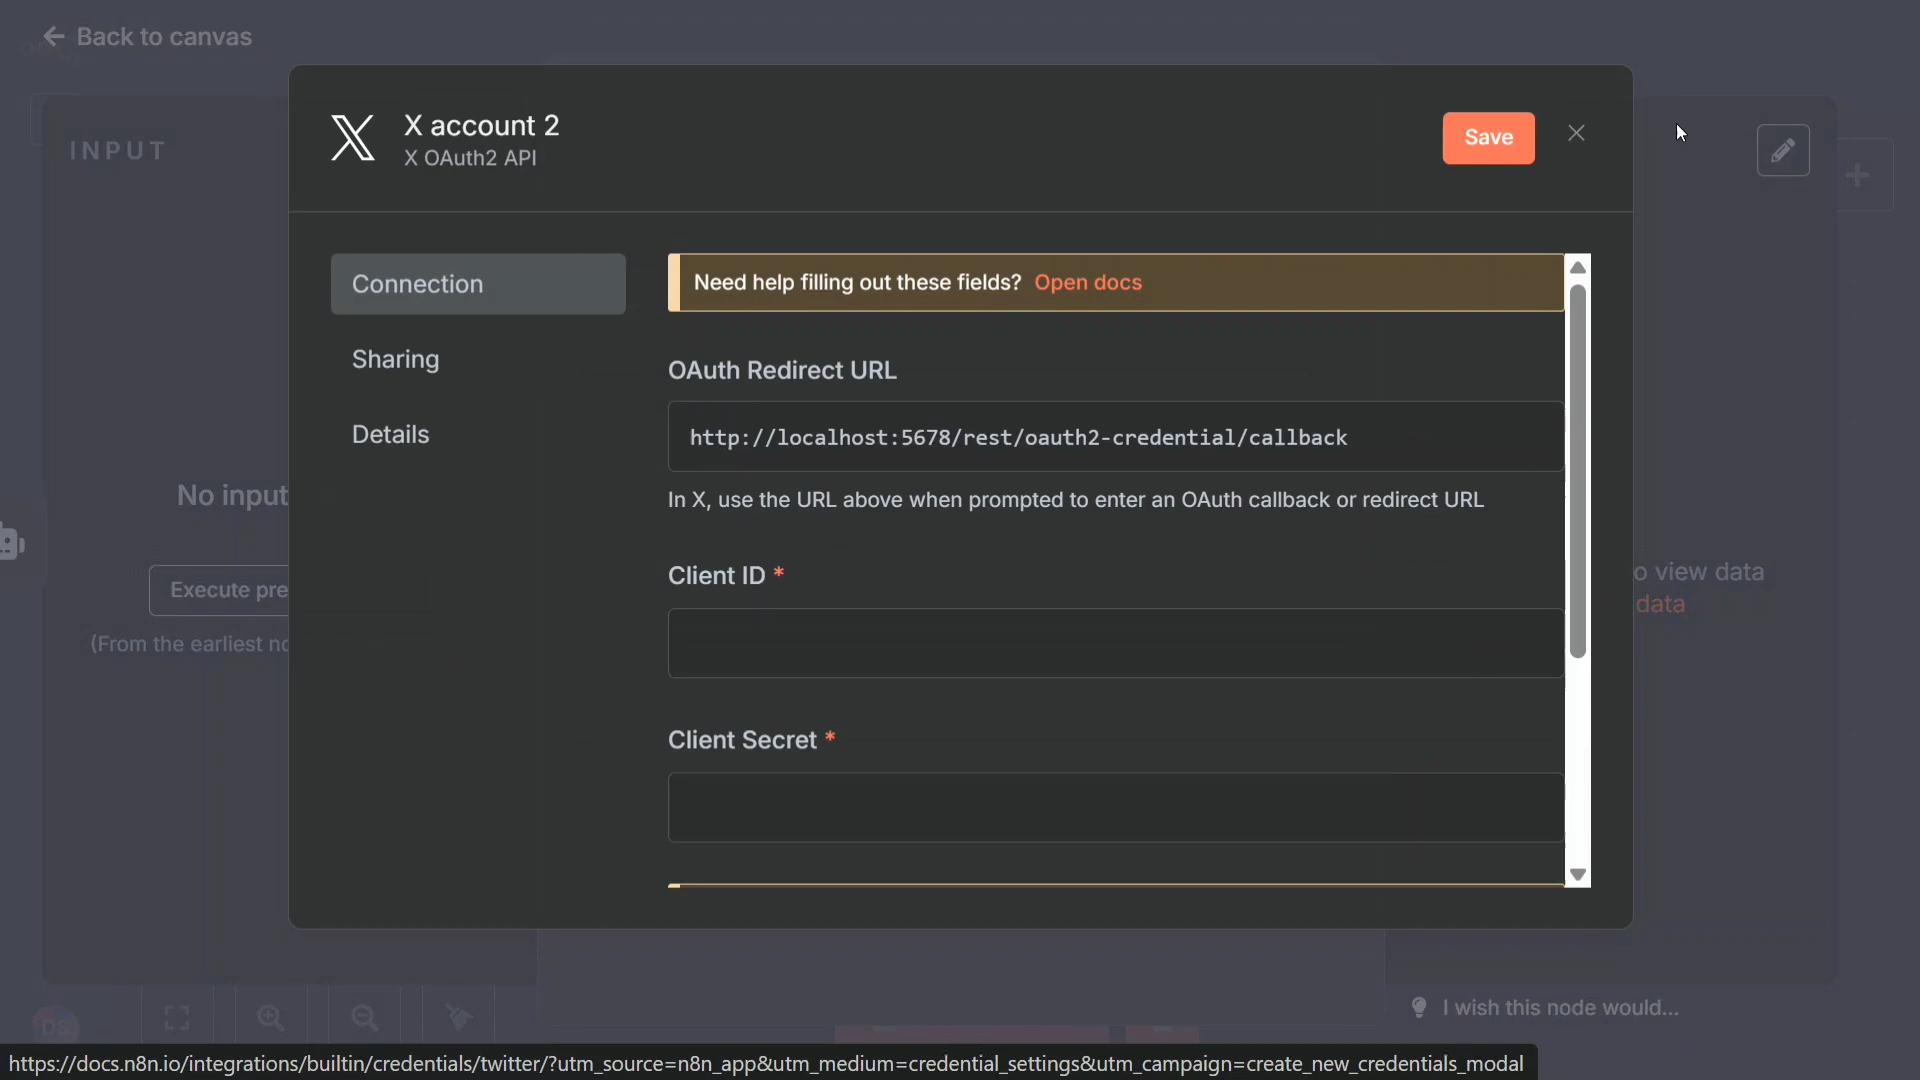 Back to canvas
X account 2
X OAuth2 API
Save
INPUT
Connection
Sharing
Details
Need help filling out these fields? Open docs
OAuth Redirect URL
http://localhost:5678/rest/oauth2-credential/callback
In X, use the URL above when prompted to enter an OAuth callback or redirect URL
No input
Client ID *
Execute pre
(From the earliest no
o view data
data
Client Secret *
DS
I wish this node would...
https://docs.n8n.io/integrations/builtin/credentials/twitter/?utm_source=n8n_app&utm_medium=credential_settings&utm_campaign=create_new_credentials_modal